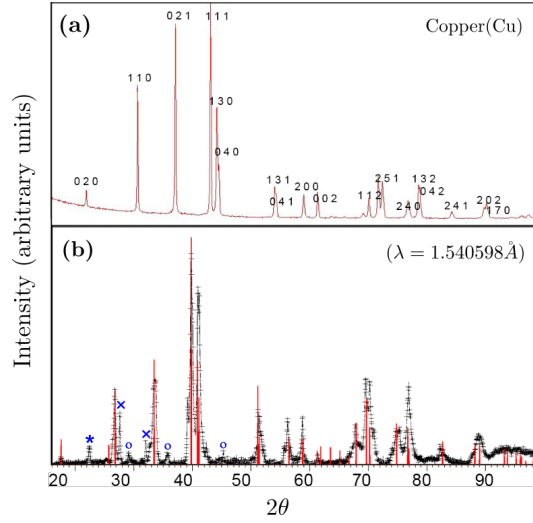 (a)
Copper(Cu)
0 2 0
1 1 0
0 2 1
1 1 1
1 3 0
0 4 0
1 3 1
0 4 1
2 0 0
0 0 2
1 1 2
2 5 1
2 4 0
1 3 2
0 4 2
2 4 1
2 0 2
1 7 0
Intensity (arbitrary units)
(b)
(λ = 1.540598Å)
* × o × o o
20 30 40 50 60 70 80 90
2θ